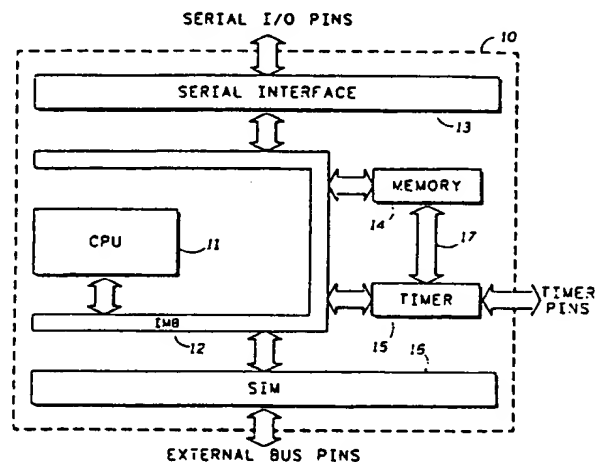 SERIAL I/O PINS
10
SERIAL INTERFACE
13
MEMORY
14
17
CPU
11
TIMER
TIMER
PINS
15
IMB
12
16
SIM
EXTERNAL BUS PINS